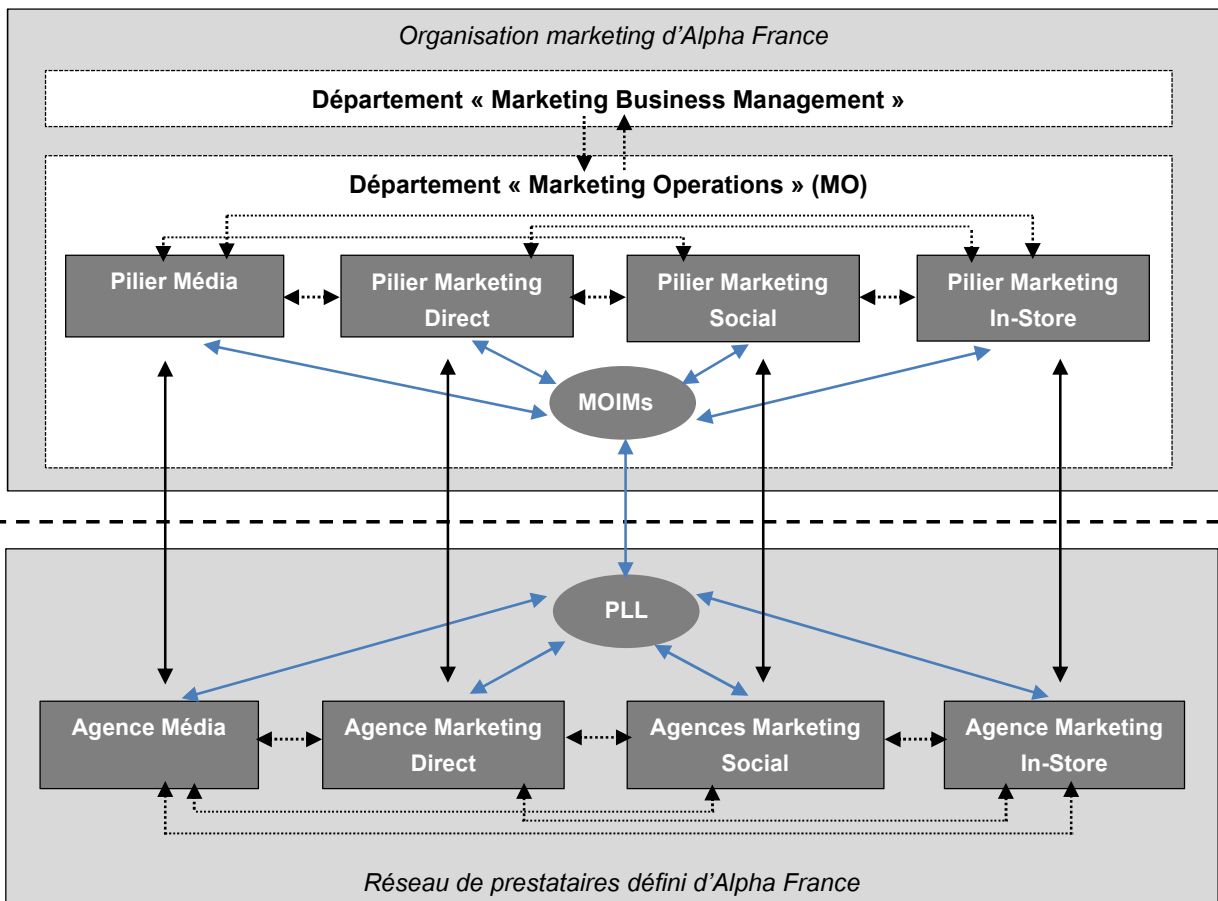 Organisation marketing d’Alpha France
Département « Marketing Business Management »
Département « Marketing Operations » (MO)
Pilier Média
Pilier Marketing
Direct
Pilier Marketing
Social
Pilier Marketing
In-Store
MOIMs
PLL
Agence Média
Agence Marketing
Direct
Agences Marketing
Social
Agence Marketing
In-Store
Réseau de prestataires défini d’Alpha France